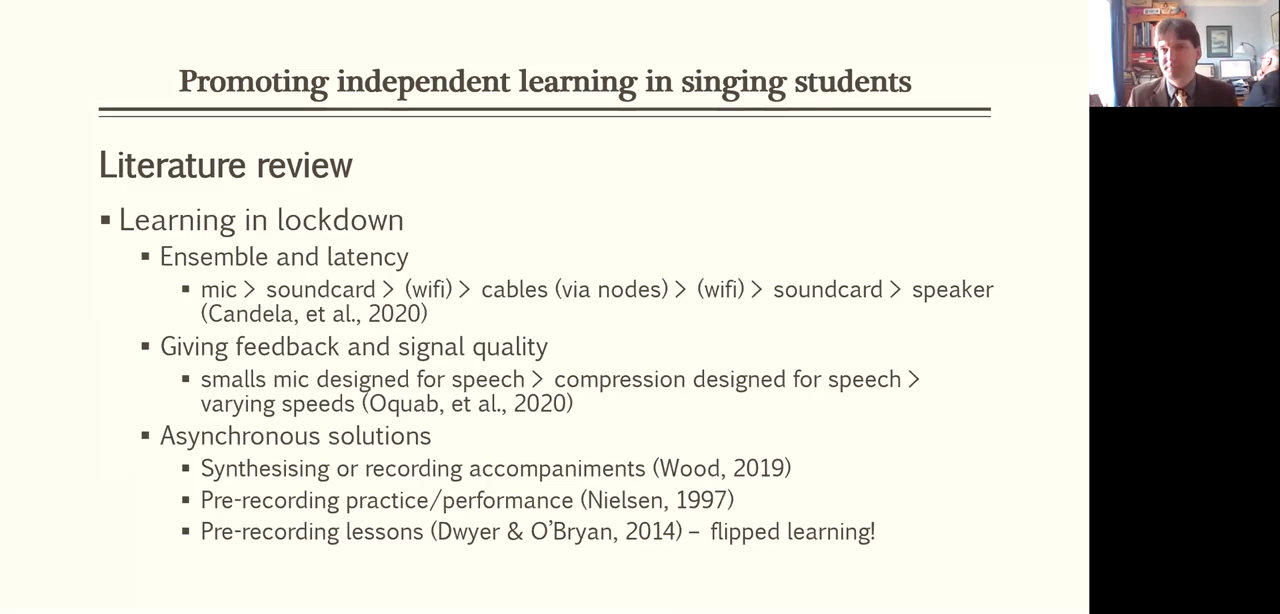 Promoting independent learning in singing students
Literature review
▪ Learning in lockdown
▪ Ensemble and latency
▪ mic > soundcard > (wifi) > cables (via nodes) > (wifi) > soundcard > speaker
(Candela, et al., 2020)
▪ Giving feedback and signal quality
▪ smalls mic designed for speech > compression designed for speech >
varying speeds (Oquab, et al., 2020)
▪ Asynchronous solutions
▪ Synthesising or recording accompaniments (Wood, 2019)
▪ Pre-recording practice/performance (Nielsen, 1997)
▪ Pre-recording lessons (Dwyer & O’Bryan, 2014) – flipped learning!